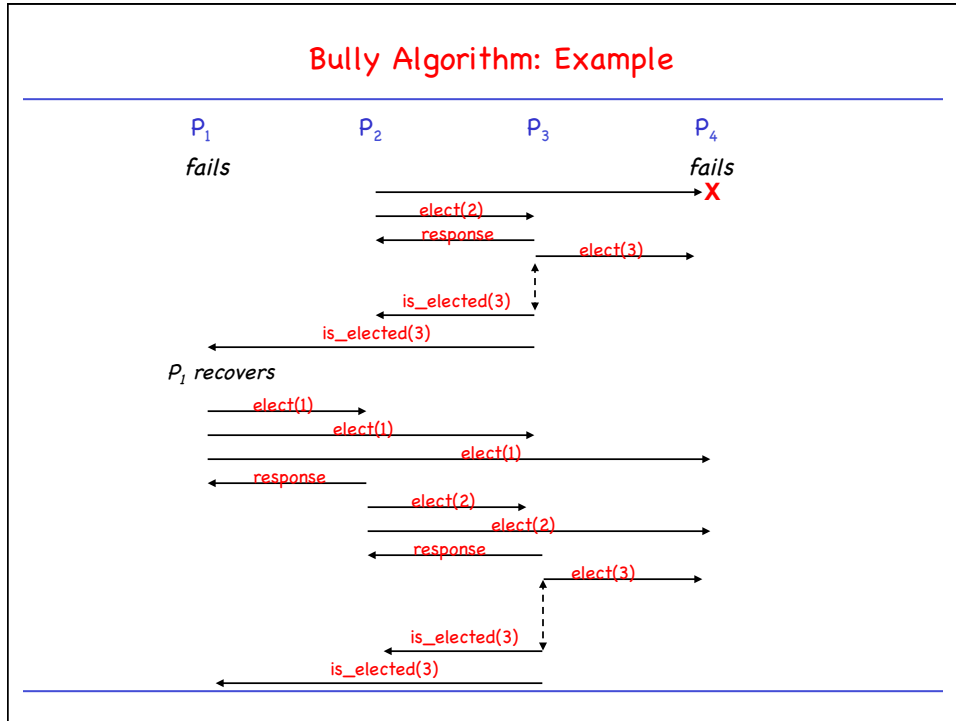 Bully Algorithm: Example
P1 P2 P3 P4
fails fails
X
elect(2)
response
elect(3)
is_elected(3)
is_elected(3)
P1 recovers
elect(1)
elect(1)
elect(1)
response
elect(2)
elect(2)
response
elect(3)
is_elected(3)
is_elected(3)